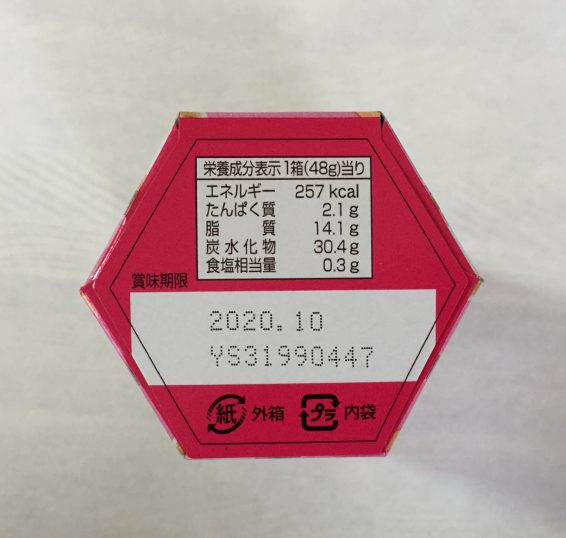 栄養成分表示1箱(48g)当り
エネルギー 257 kcal
たんぱく質 2.1 g
脂質 14.1 g
炭水化物 30.4 g
食塩相当量 0.3 g
賞味期限
2020.10
YS31990447
紙 外箱 プラ 内袋